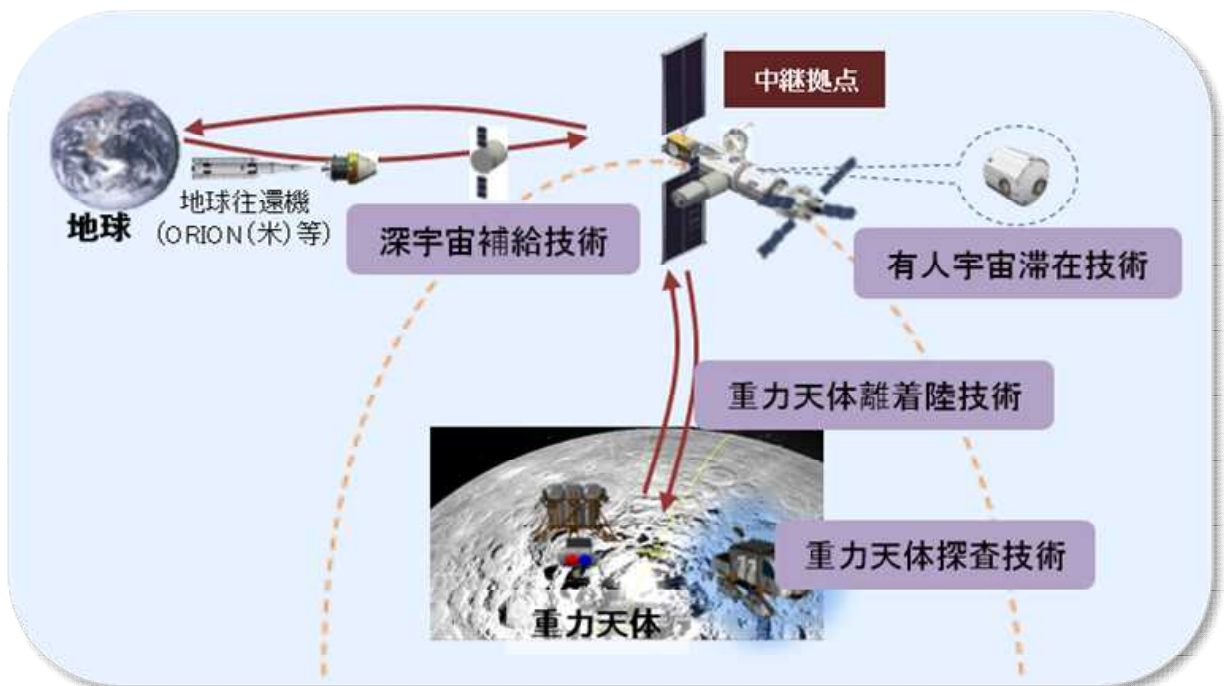 中継拠点
地球
地球往還機
(ORION(米)等)
深宇宙補給技術
有人宇宙滞在技術
重力天体離着陸技術
重力天体探査技術
重力天体